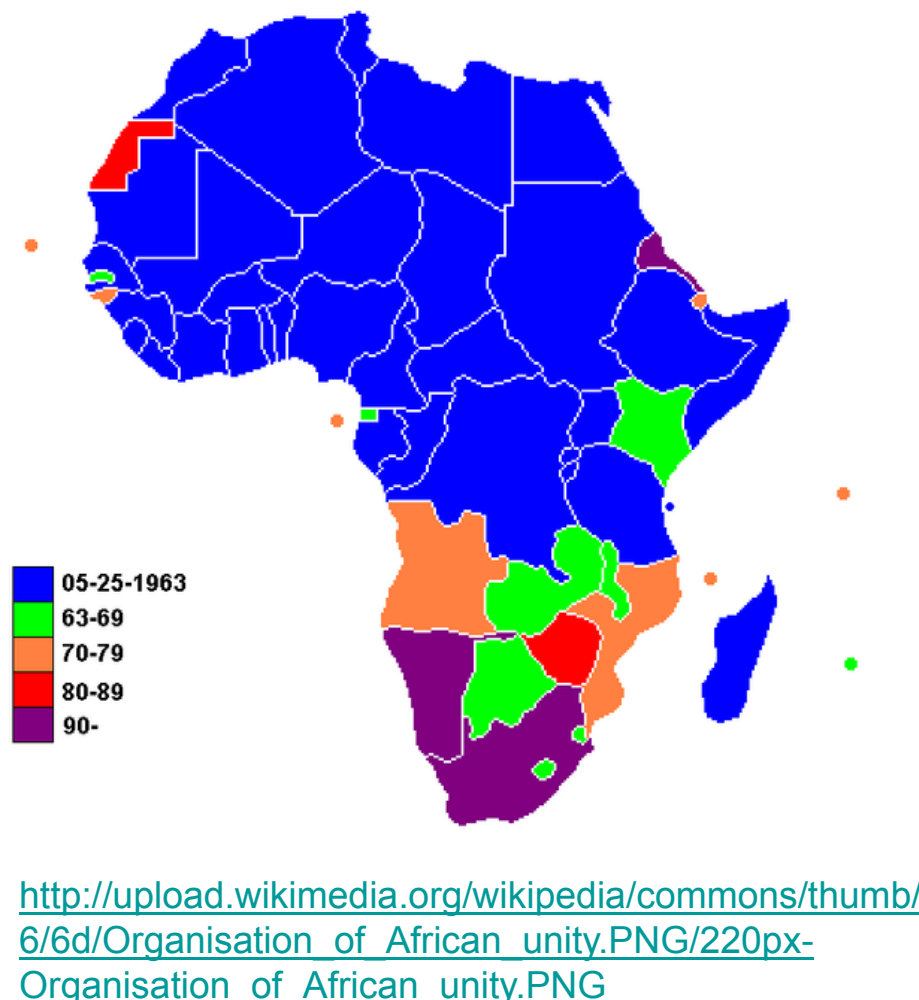 05-25-1963
63-69
70-79
80-89
90-
http://upload.wikimedia.org/wikipedia/commons/thumb/
6/6d/Organisation_of_African_unity.PNG/220px-
Organisation_of_African_unity.PNG